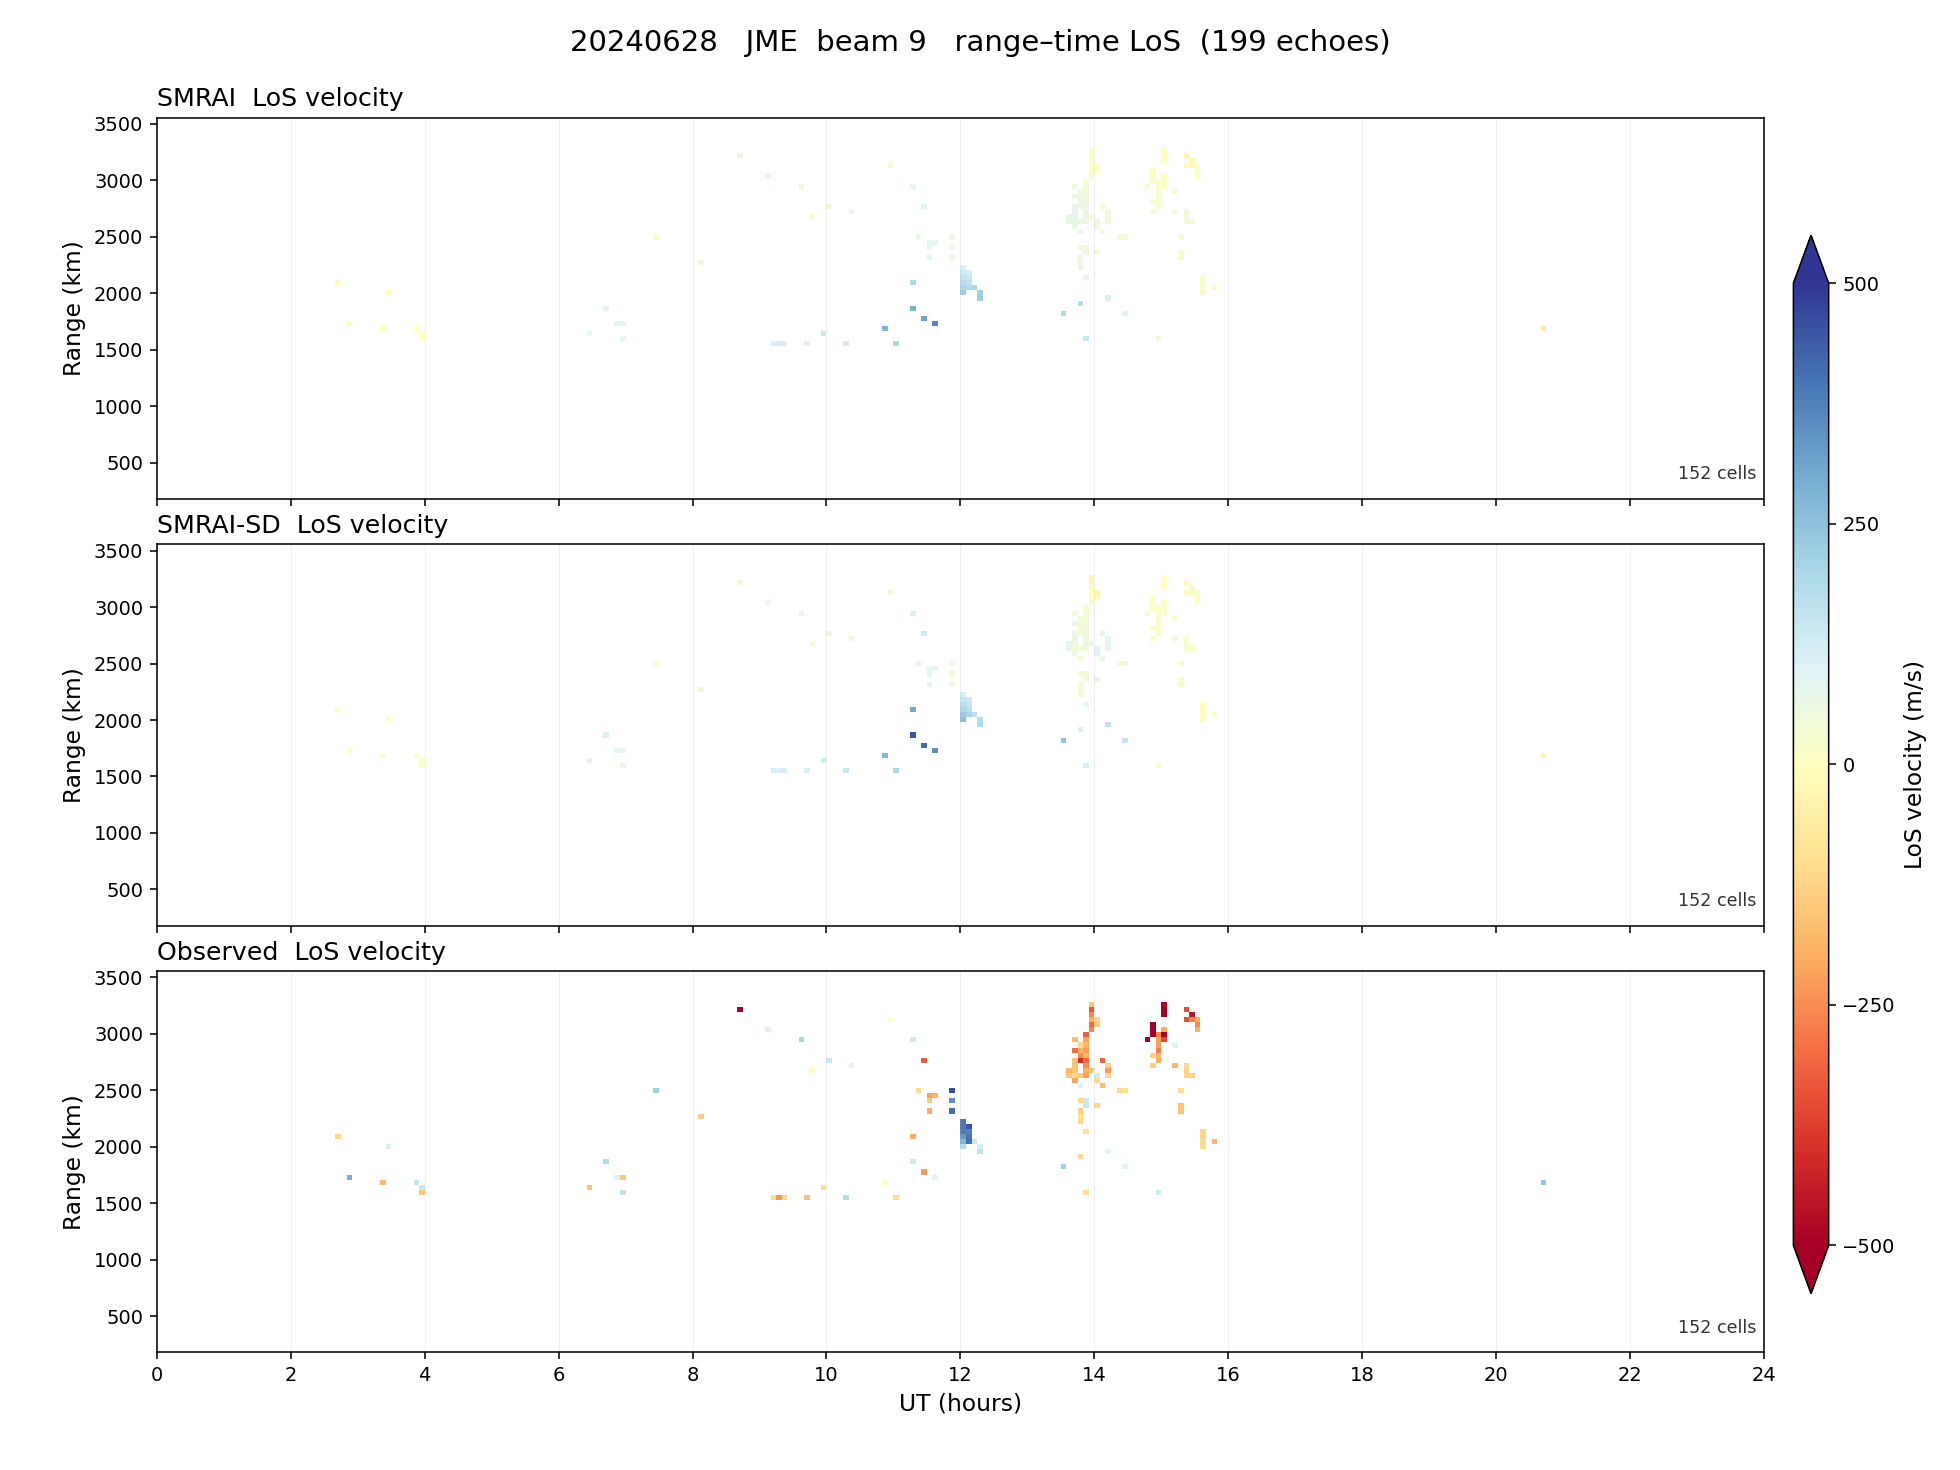 20240628 JME beam 9 range–time LoS (199 echoes)
SMRAI LoS velocity
3500
3000
2500
2000
1500
1000
500
Range (km)
152 cells
SMRAI-SD LoS velocity
3500
3000
2500
2000
1500
1000
500
Range (km)
152 cells
Observed LoS velocity
3500
3000
2500
2000
1500
1000
500
Range (km)
152 cells
0 2 4 6 8 10 12 14 16 18 20 22 24
UT (hours)
500
250
0
−250
−500
LoS velocity (m/s)